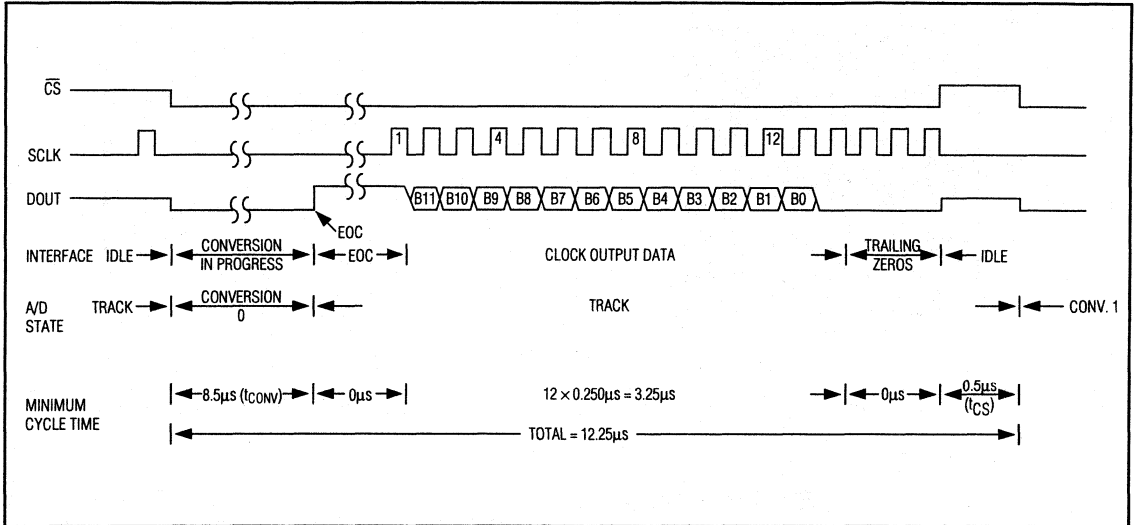 CS
SCLK 1 4 8 12
DOUT B11 B10 B9 B8 B7 B6 B5 B4 B3 B2 B1 B0
EOC
INTERFACE IDLE CONVERSION IN PROGRESS EOC CLOCK OUTPUT DATA TRAILING ZEROS IDLE
A/D STATE TRACK CONVERSION 0 TRACK CONV. 1
MINIMUM CYCLE TIME 8.5µs (tCONV) 0µs 12 × 0.250µs = 3.25µs 0µs 0.5µs (tCS)
TOTAL = 12.25µs